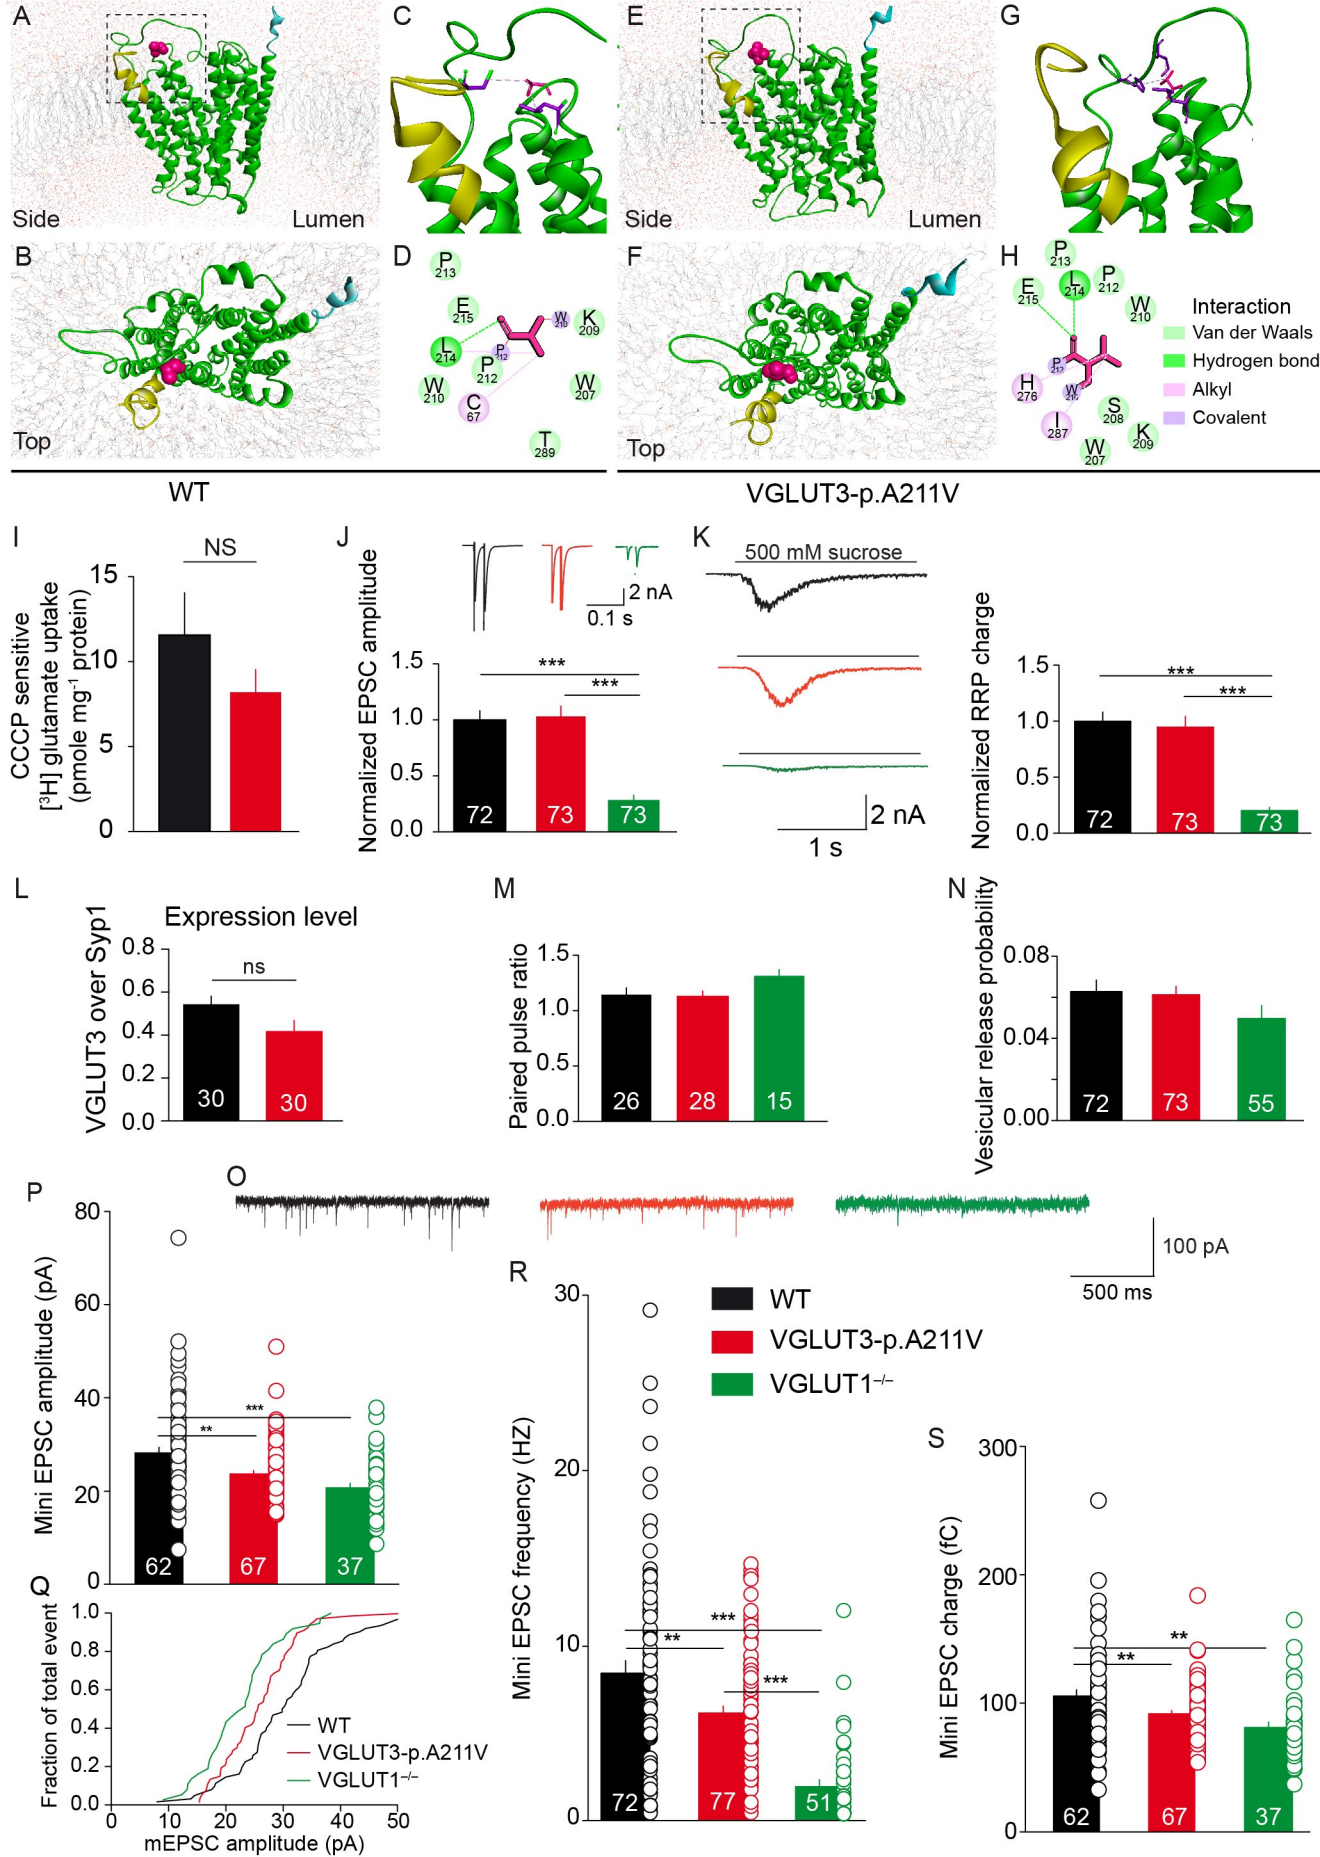 A
C
E
G
Side
Lumen
Side
Lumen
B
D
F
H
P
213
E
215
L
214
W
210
P
212
P
212
C
67
W
210
K
209
W
207
T
289
P
213
L
214
E
215
P
212
W
210
P
212
H
276
I
287
S
208
K
209
W
207
Interaction
Van der Waals
Hydrogen bond
Alkyl
Covalent
Top
Top
WT
VGLUT3-p.A211V
I
NS
CCCP sensitive
[³H] glutamate uptake
(pmole mg⁻¹ protein)
15
10
5
0
J
2 nA
0.1 s
Normalized EPSC amplitude
1.5
1.0
0.5
0.0
***
***
72
73
73
K
500 mM sucrose
2 nA
1 s
Normalized RRP charge
1.5
1.0
0.5
0.0
***
***
72
73
73
L
Expression level
VGLUT3 over Syp1
0.8
0.6
0.4
0.2
0.0
ns
30
30
M
Paired pulse ratio
1.5
1.0
0.5
0.0
26
28
15
N
Vesicular release probability
0.08
0.04
0.00
72
73
55
O
100 pA
500 ms
P
Mini EPSC amplitude (pA)
80
60
40
20
0
***
**
62
67
37
Q
Fraction of total event
1.0
0.8
0.6
0.4
0.2
0.0
0
10
20
30
40
50
mEPSC amplitude (pA)
WT
VGLUT3-p.A211V
VGLUT1⁻/⁻
R
Mini EPSC frequency (HZ)
30
20
10
0
***
**
***
72
77
51
WT
VGLUT3-p.A211V
VGLUT1⁻/⁻
S
Mini EPSC charge (fC)
300
200
100
0
**
**
62
67
37